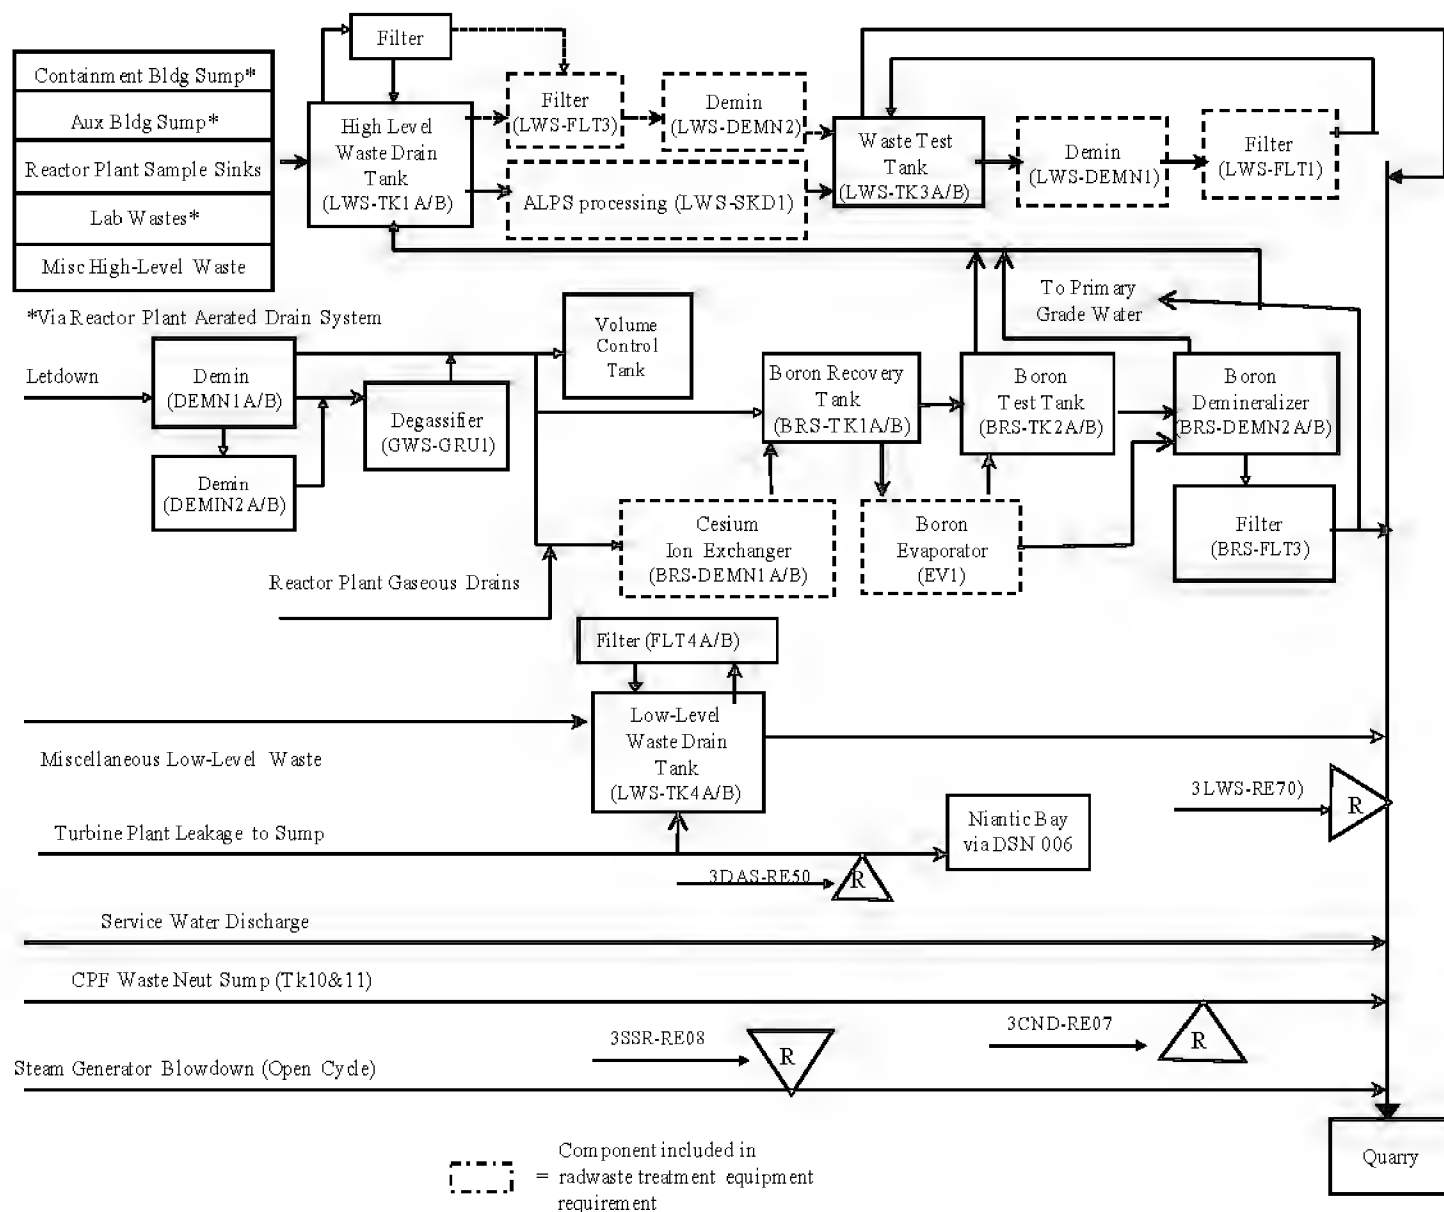 Filter
Containment Bldg Sump*
Aux Bldg Sump*
Reactor Plant Sample Sinks
Lab Wastes*
Misc High-Level Waste
*Via Reactor Plant Aerated Drain System
High Level
Waste Drain
Tank
(LWS-TK1A/B)
Filter
(LWS-FLT3)
Demin
(LWS-DEMN2)
ALPS processing (LWS-SKD1)
Waste Test
Tank
(LWS-TK3A/B)
Demin
(LWS-DEMN1)
Filter
(LWS-FLT1)
To Primary
Grade Water
Letdown
Demin
(DEMN1A/B)
Demin
(DEMIN2A/B)
Degassifier
(GWS-GRU1)
Volume
Control
Tank
Boron Recovery
Tank
(BRS-TK1A/B)
Boron
Test Tank
(BRS-TK2A/B)
Boron
Demineralizer
(BRS-DEMN2A/B)
Cesium
Ion Exchanger
(BRS-DEMN1A/B)
Boron
Evaporator
(EV1)
Filter
(BRS-FLT3)
Reactor Plant Gaseous Drains
Filter (FLT4A/B)
Low-Level
Waste Drain
Tank
(LWS-TK4A/B)
Miscellaneous Low-Level Waste
3LWS-RE70)
R
Turbine Plant Leakage to Sump
Niantic Bay
via DSN 006
3DAS-RE50
R
Service Water Discharge
CPF Waste Neut Sump (Tk10&11)
3SSR-RE08
R
3CND-RE07
R
Steam Generator Blowdown (Open Cycle)
Quarry
Component included in
= radwaste treatment equipment
requirement